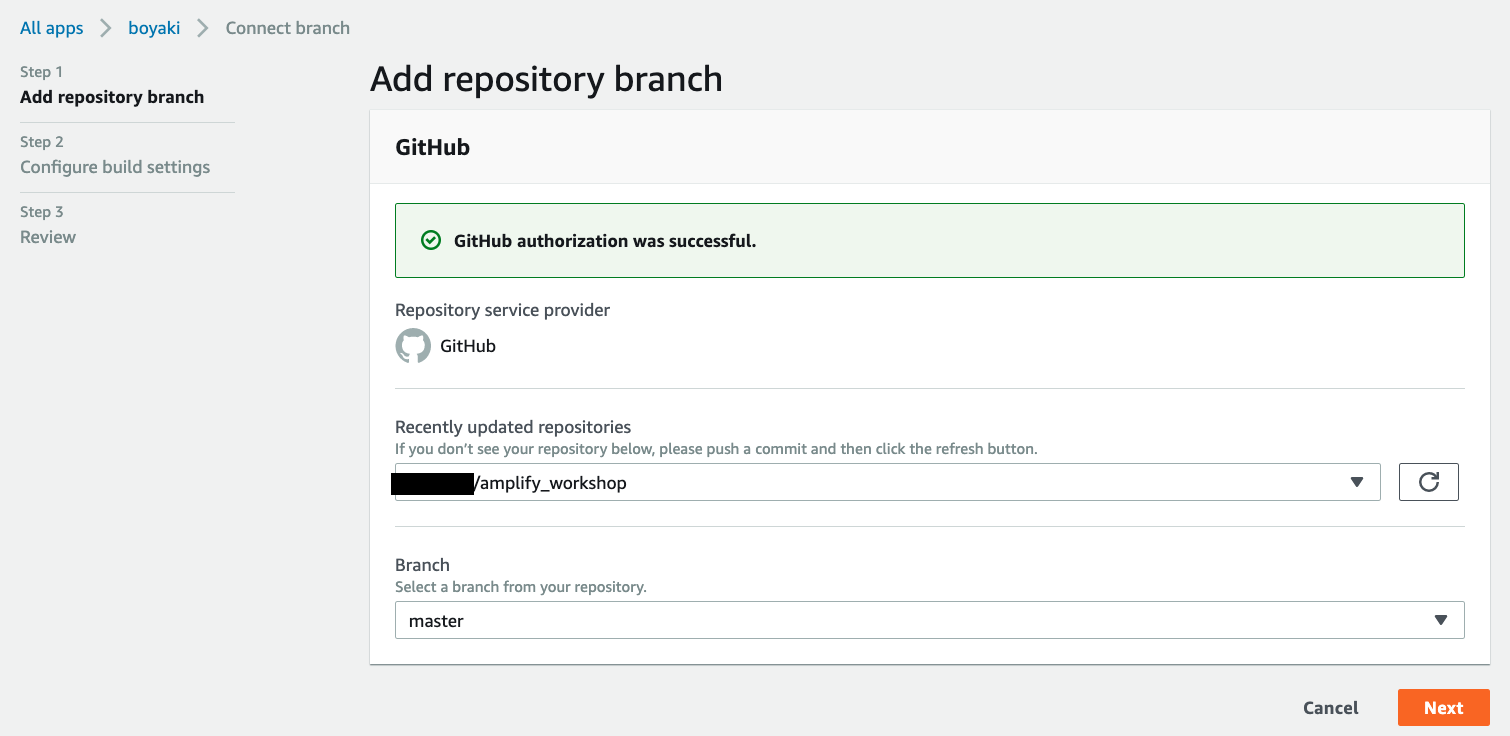 All apps > boyaki > Connect branch
Step 1
Add repository branch
Step 2
Configure build settings
Step 3
Review
Add repository branch
GitHub
GitHub authorization was successful.
Repository service provider
GitHub
Recently updated repositories
If you don’t see your repository below, please push a commit and then click the refresh button.
/amplify_workshop
Branch
Select a branch from your repository.
master
Cancel Next